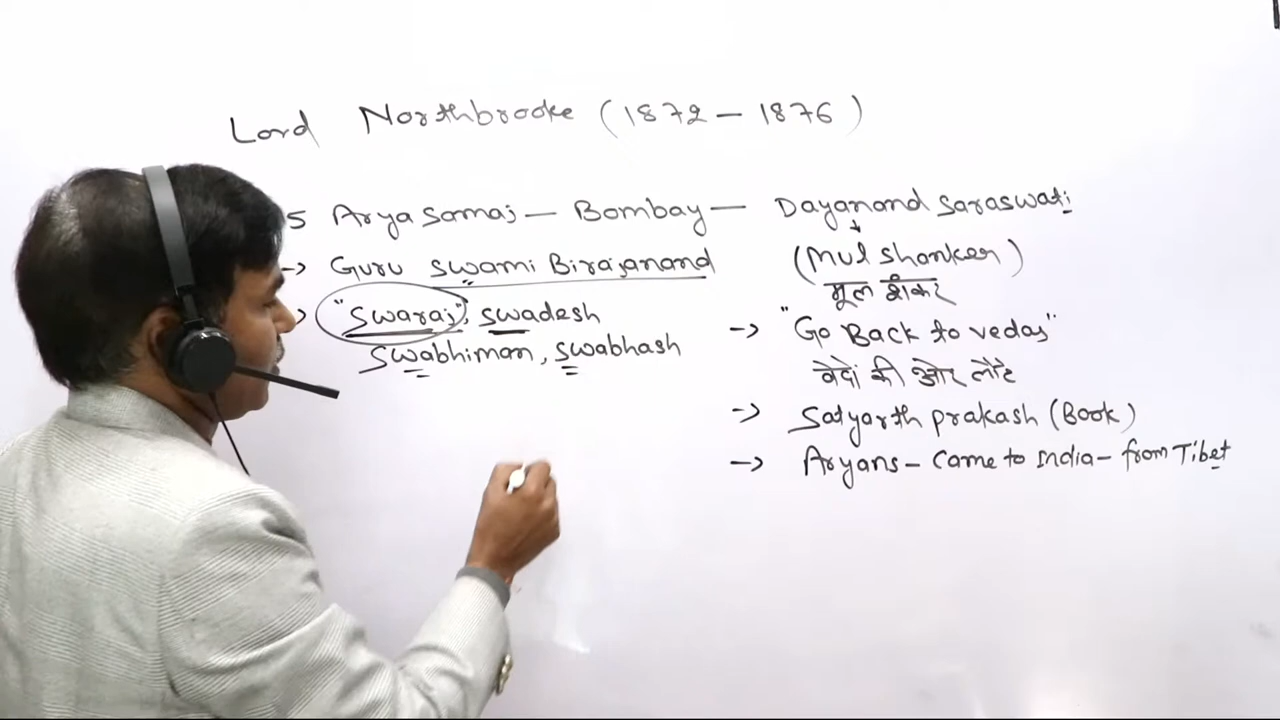 Lord Northbrooke (1872 – 1876)
5 Arya Samaj – Bombay – Dayanand Saraswati
-> Guru Swami Birajanand
(Mul Shanker)
मूल शंकर
"Swaraj", Swadesh
Swabhiman, Swabhash
-> "Go Back to Vedas"
वेदों की ओर लौटे
-> Satyarth Prakash (Book)
-> Aryans – Came to India – from Tibet